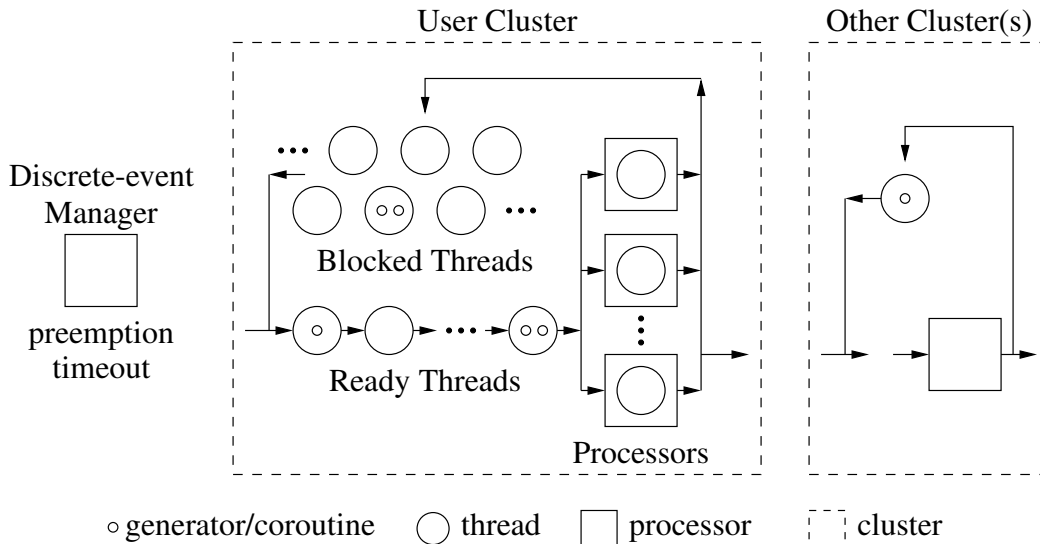 User Cluster
Other Cluster(s)
Discrete-event
Manager
preemption
timeout
Blocked Threads
Ready Threads
Processors
generator/coroutine
thread
processor
cluster